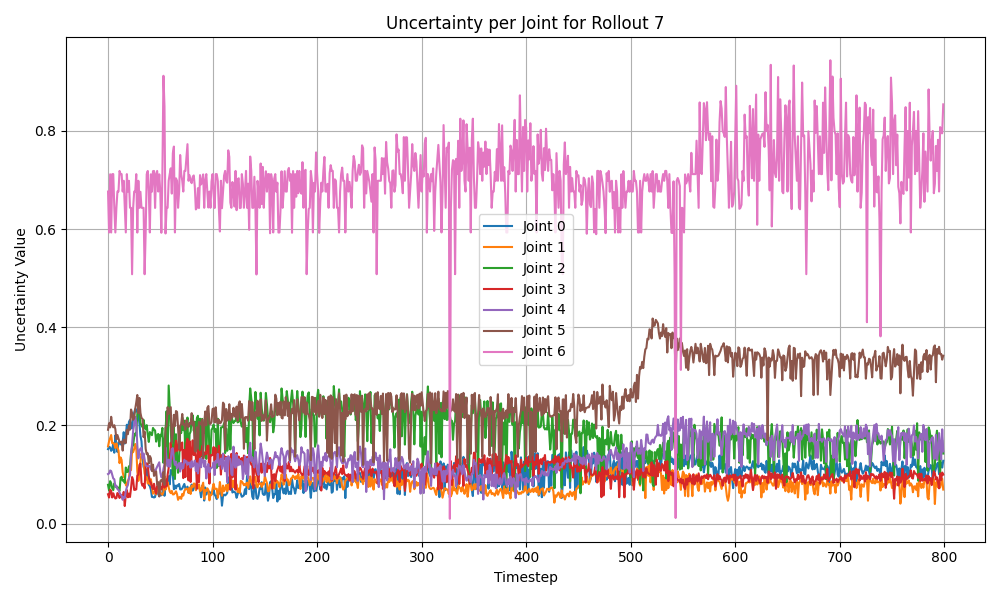 Uncertainty per Joint for Rollout 7
Uncertainty Value
0.8
0.6
0.4
0.2
0.0
Joint 0
Joint 1
Joint 2
Joint 3
Joint 4
Joint 5
Joint 6
0 100 200 300 400 500 600 700 800
Timestep